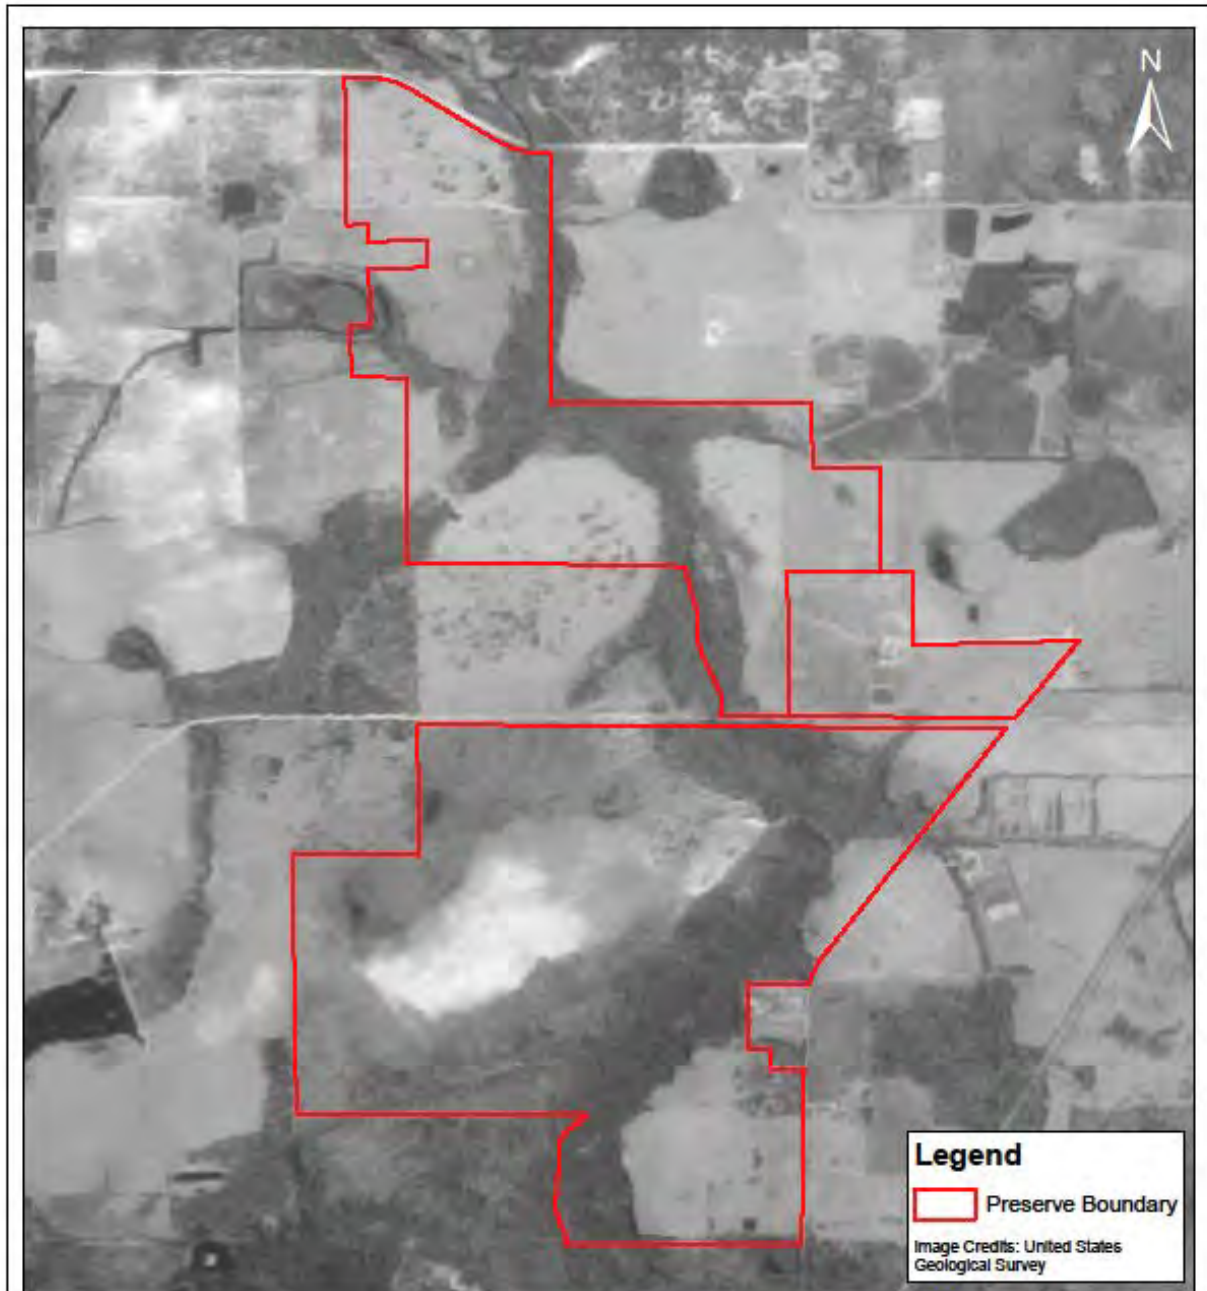 N
Legend
Preserve Boundary
Image Credits: United States
Geological Survey